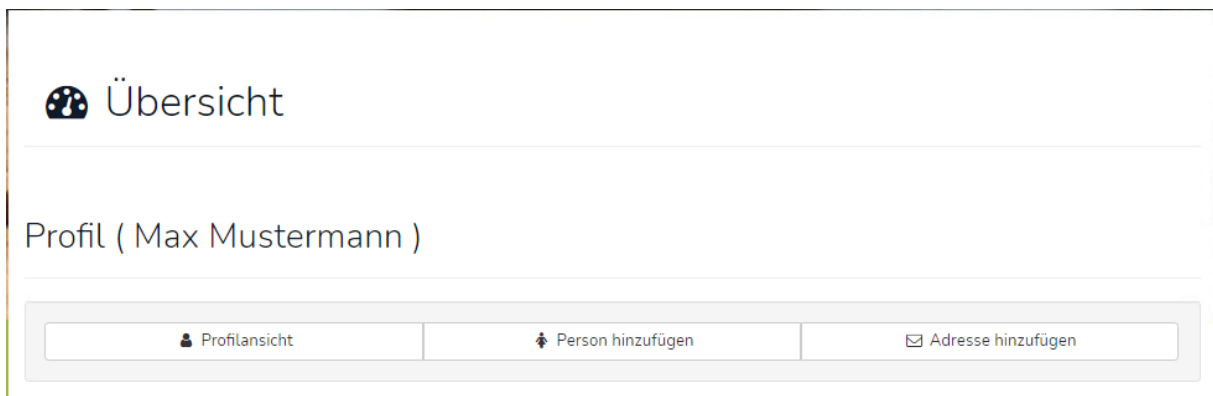 Übersicht
Profil ( Max Mustermann )
Profilansicht
Person hinzufügen
Adresse hinzufügen